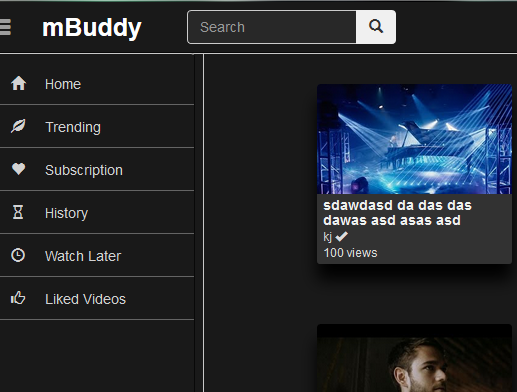 mBuddy
Search
Home
Trending
Subscription
History
Watch Later
Liked Videos
sdawdasd da das das
dawas asd asas asd
kj
100 views